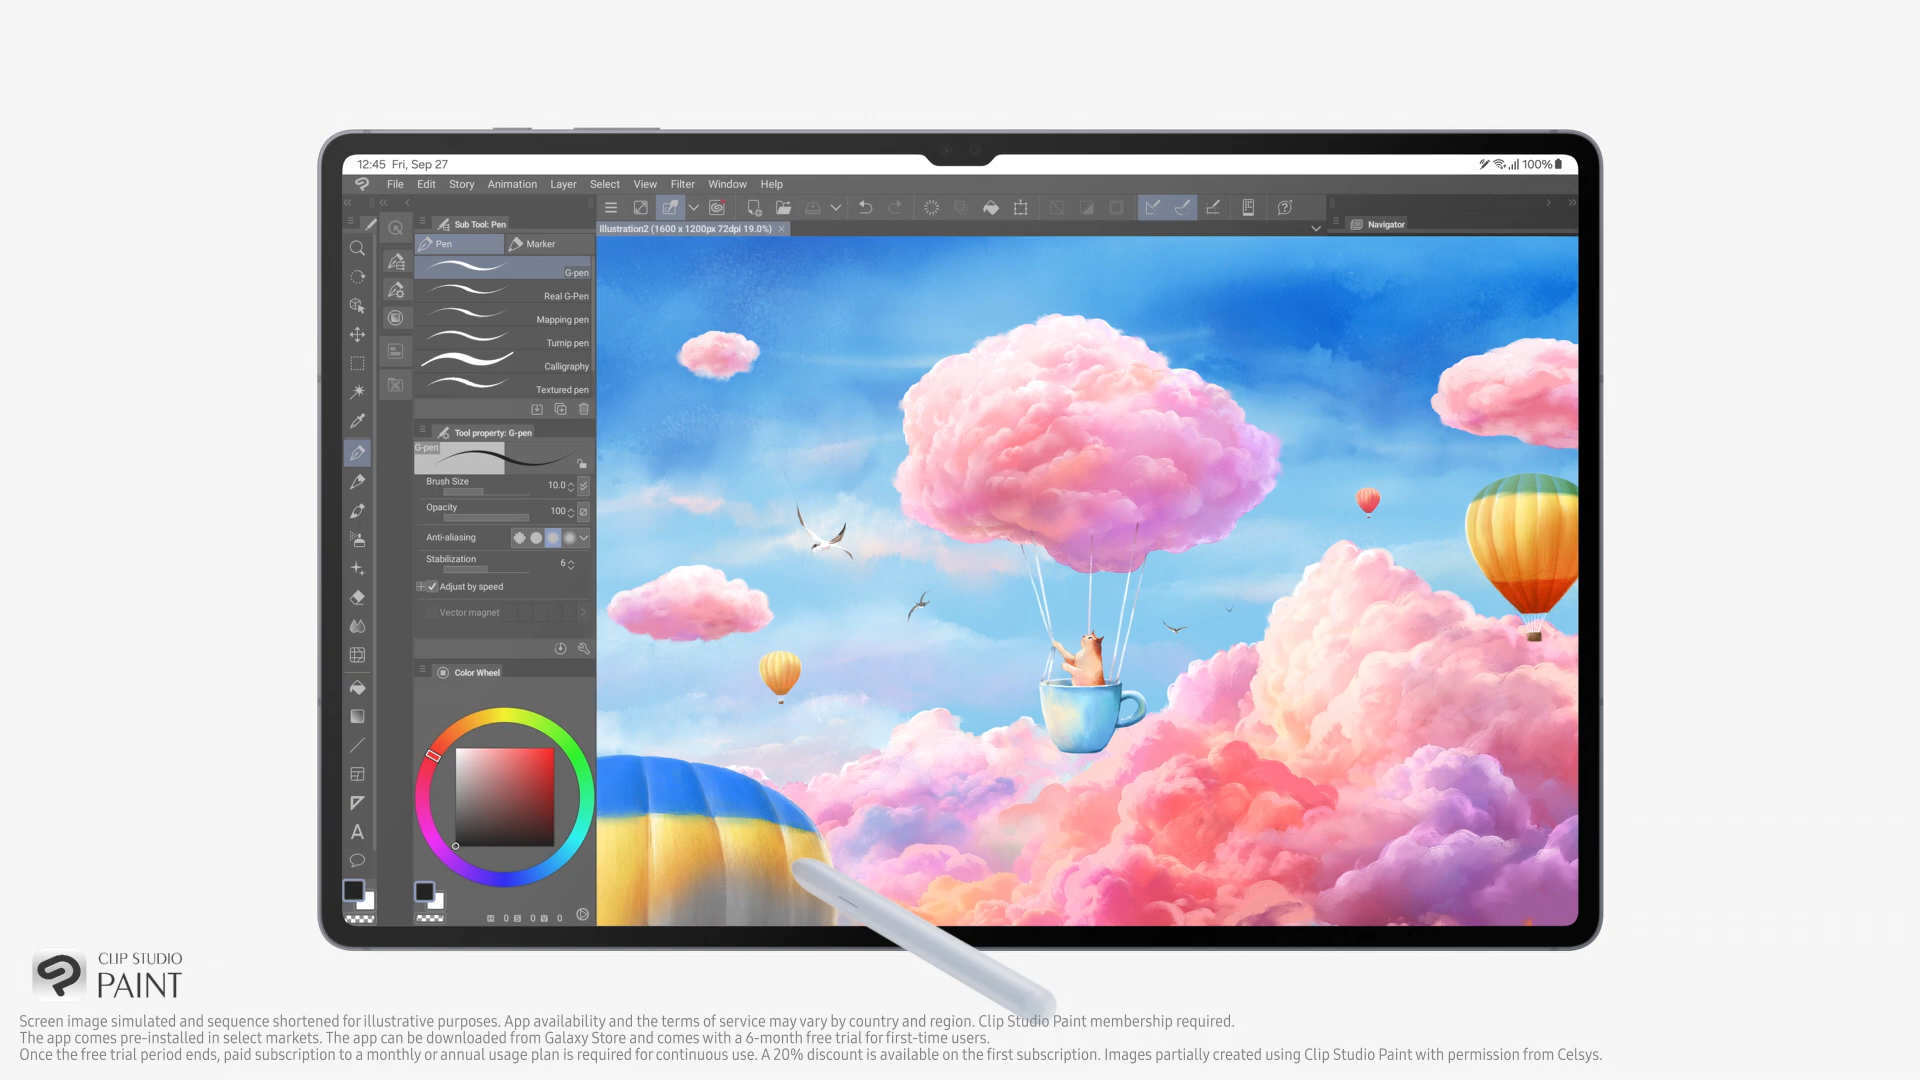 12:45 Fri, Sep 27
100%
File Edit Story Animation Layer Select View Filter Window Help
Sub Tool: Pen
Navigator
Illustration2 (1600 x 1200px 72dpi 19.0%)
Pen Marker
G-pen
Real G-Pen
Mapping pen
Turnip pen
Calligraphy
Textured pen
Tool property: G-pen
G-pen
Brush Size 10.0
Opacity 100
Anti-aliasing
Stabilization 6
Adjust by speed
Vector magnet
Color Wheel
A
H 0 S 0 V 0
CLIP STUDIO
PAINT
Screen image simulated and sequence shortened for illustrative purposes. App availability and the terms of service may vary by country and region. Clip Studio Paint membership required.
The app comes pre-installed in select markets. The app can be downloaded from Galaxy Store and comes with a 6-month free trial for first-time users.
Once the free trial period ends, paid subscription to a monthly or annual usage plan is required for continuous use. A 20% discount is available on the first subscription. Images partially created using Clip Studio Paint with permission from Celsys.